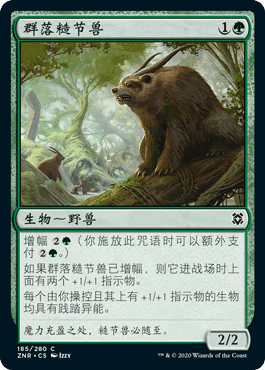 群落糙节兽 1
生物～野兽
增幅 2（你施放此咒语时可以额外支
付 2。）
如果群落糙节兽已增幅，则它进战场时上
面有两个 +1/+1 指示物。
每个由你操控且其上有 +1/+1 指示物的生物
均具有践踏异能。
魔力充盈之处，糙节兽必随至。
2/2
185/280 C
ZNR • CS Izzy
™ & © 2020 Wizards of the Coast